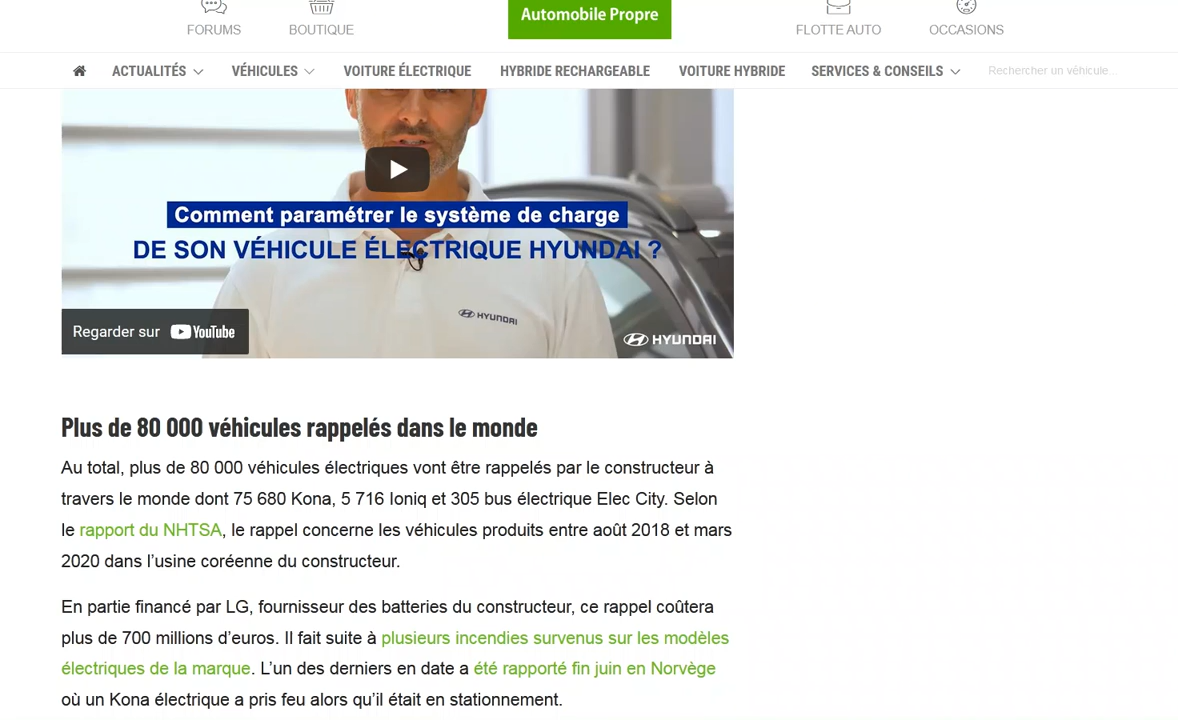 FORUMS
BOUTIQUE
Automobile Propre
FLOTTE AUTO
OCCASIONS
ACTUALITÉS
VÉHICULES
VOITURE ÉLECTRIQUE
HYBRIDE RECHARGEABLE
VOITURE HYBRIDE
SERVICES & CONSEILS
Rechercher un véhicule...
Comment paramétrer le système de charge
DE SON VÉHICULE ÉLECTRIQUE HYUNDAI ?
HYUNDAI
Regarder sur YouTube
HYUNDAI
Plus de 80 000 véhicules rappelés dans le monde
Au total, plus de 80 000 véhicules électriques vont être rappelés par le constructeur à
travers le monde dont 75 680 Kona, 5 716 Ioniq et 305 bus électrique Elec City. Selon
le rapport du NHTSA, le rappel concerne les véhicules produits entre août 2018 et mars
2020 dans l’usine coréenne du constructeur.
En partie financé par LG, fournisseur des batteries du constructeur, ce rappel coûtera
plus de 700 millions d’euros. Il fait suite à plusieurs incendies survenus sur les modèles
électriques de la marque. L’un des derniers en date a été rapporté fin juin en Norvège
où un Kona électrique a pris feu alors qu’il était en stationnement.